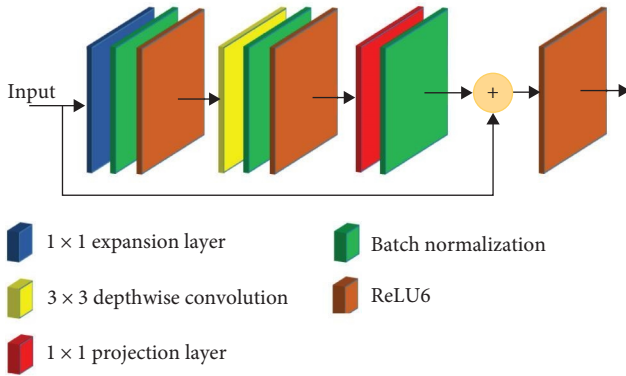 Input
+
1 × 1 expansion layer
3 × 3 depthwise convolution
1 × 1 projection layer
Batch normalization
ReLU6